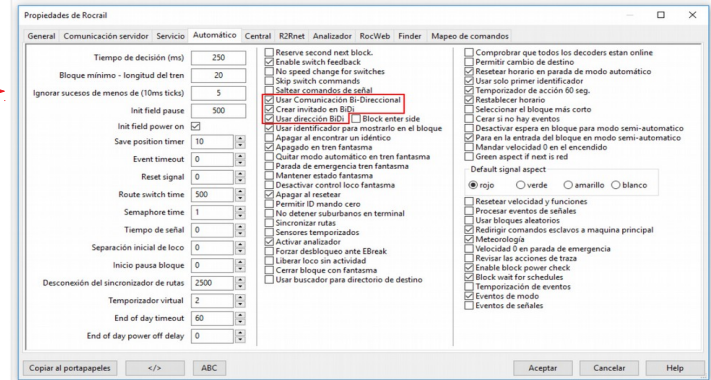 Propiedades de Rocrail
General Comunicación servidor Servicio Automático Central R2Rnet Analizador RocWeb Finder Mapeo de comandos
Tiempo de decisión (ms) 250
Bloque mínimo - longitud del tren 20
Ignorar sucesos de menos de (10ms ticks) 5
Init field pause 500
Init field power on
Save position timer 10
Event timeout 0
Reset signal 0
Route switch time 500
Semaphore time 1
Tiempo de señal 0
Separación inicial de loco 0
Inicio pausa bloque 0
Desconexión del sincronizador de rutas 2500
Temporizador virtual 2
End of day timeout 60
End of day power off delay 0
Reserve second next block.
Enable switch feedback
No speed change for switches
Skip switch commands
Saltear comandos de señal
Usar Comunicación Bi-Direccional
Crear invitado en BiDi
Usar dirección BiDi Block enter side
Usar identificador para mostrarlo en el bloque
Apagar al encontrar un idéntico
Apagado en tren fantasma
Quitar modo automático en tren fantasma
Parada de emergencia tren fantasma
Mantener estado fantasma
Desactivar control loco fantasma
Apagar al resetear
Permitir ID mando cero
No detener suburbanos en terminal
Sincronizar rutas
Sensores temporizados
Activar analizador
Forzar desbloqueo ante EBreak
Liberar loco sin actividad
Cerrar bloque con fantasma
Usar buscador para directorio de destino
Comprobar que todos los decoders estan online
Permitir cambio de destino
Resetear horario en parada de modo automático
Usar solo primer identificador
Temporizador de acción 60 seg.
Restablecer horario
Seleccionar el bloque más corto
Cerar si no hay eventos
Desactivar espera en bloque para modo semi-automatico
Para en la entrada del bloque en modo semi-automatico
Mandar velocidad 0 en el encendido
Green aspect if next is red
Default signal aspect
rojo verde amarillo blanco
Resetear velocidad y funciones
Procesar eventos de señales
Usar bloques aleatorios
Redirigir comandos esclavos a maquina principal
Meteorología
Velocidad 0 en parada de emergencia
Revisar las acciones de traza
Enable block power check
Block wait for schedules
Temporización de eventos
Eventos de modo
Eventos de señales
Copiar al portapapeles </> ABC Aceptar Cancelar Help